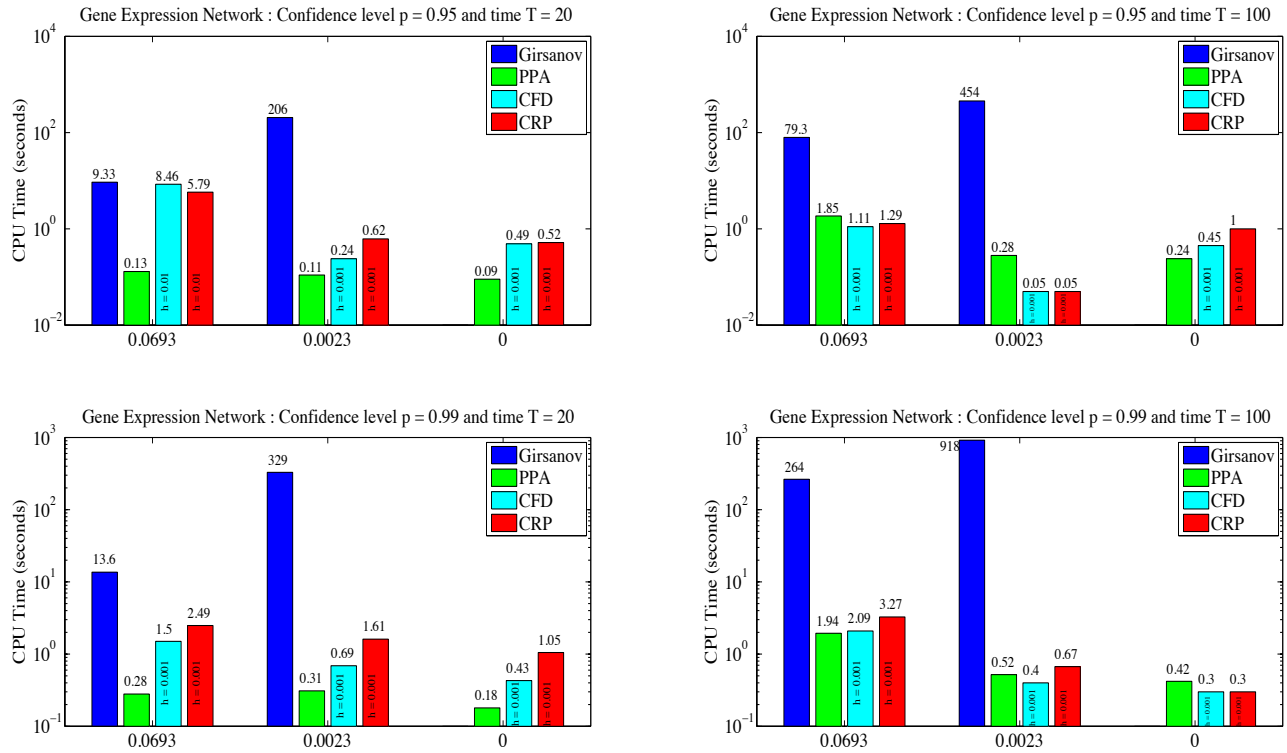 Gene Expression Network : Confidence level p = 0.95 and time T = 20
10^4
10^2
10^0
10^-2
CPU Time (seconds)
Girsanov
PPA
CFD
CRP
9.33
0.13
8.46
5.79
h = 0.01
h = 0.01
206
0.11
0.24
0.62
h = 0.001
h = 0.001
0.09
0.49
0.52
h = 0.001
h = 0.001
0.0693
0.0023
0
Gene Expression Network : Confidence level p = 0.95 and time T = 100
10^4
10^2
10^0
10^-2
CPU Time (seconds)
Girsanov
PPA
CFD
CRP
79.3
1.85
1.11
1.29
h = 0.001
h = 0.001
454
0.28
0.05
0.05
h = 0.001
h = 0.001
0.24
0.45
1
h = 0.001
h = 0.001
0.0693
0.0023
0
Gene Expression Network : Confidence level p = 0.99 and time T = 20
10^3
10^2
10^1
10^0
10^-1
CPU Time (seconds)
Girsanov
PPA
CFD
CRP
13.6
0.28
1.5
2.49
h = 0.001
h = 0.001
329
0.31
0.69
1.61
h = 0.001
h = 0.001
0.18
0.43
1.05
h = 0.001
h = 0.001
0.0693
0.0023
0
Gene Expression Network : Confidence level p = 0.99 and time T = 100
10^3
10^2
10^1
10^0
10^-1
CPU Time (seconds)
Girsanov
PPA
CFD
CRP
264
1.94
2.09
3.27
h = 0.001
h = 0.001
918
0.52
0.4
0.67
h = 0.001
h = 0.001
0.42
0.3
0.3
h = 0.001
h = 0.001
0.0693
0.0023
0